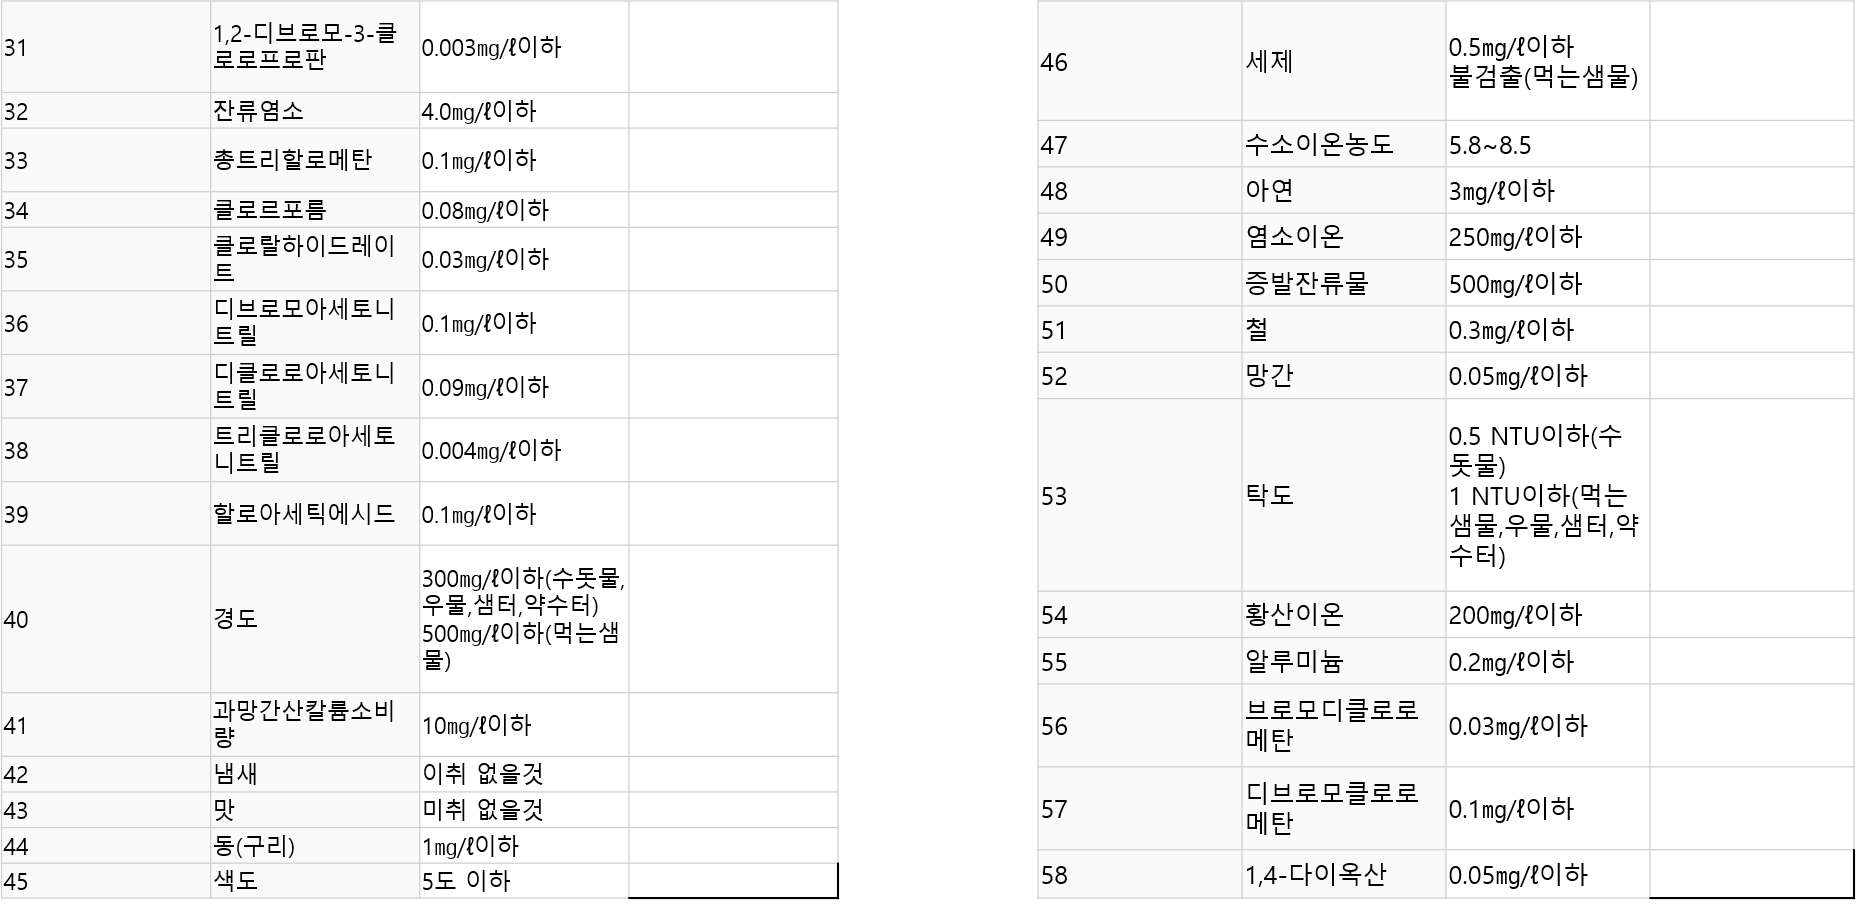 31
1,2-디브로모-3-클
로로프로판
0.003㎎/ℓ이하
32
잔류염소
4.0㎎/ℓ이하
33
총트리할로메탄
0.1㎎/ℓ이하
34
클로르포름
0.08㎎/ℓ이하
35
클로랄하이드레이
트
0.03㎎/ℓ이하
36
디브로모아세토니
트릴
0.1㎎/ℓ이하
37
디클로로아세토니
트릴
0.09㎎/ℓ이하
38
트리클로로아세토
니트릴
0.004㎎/ℓ이하
39
할로아세틱에시드
0.1㎎/ℓ이하
40
경도
300㎎/ℓ이하(수돗물,
우물,샘터,약수터)
500㎎/ℓ이하(먹는샘
물)
41
과망간산칼륨소비
량
10㎎/ℓ이하
42
냄새
이취 없을것
43
맛
미취 없을것
44
동(구리)
1㎎/ℓ이하
45
색도
5도 이하
46
세제
0.5㎎/ℓ이하
불검출(먹는샘물)
47
수소이온농도
5.8~8.5
48
아연
3㎎/ℓ이하
49
염소이온
250㎎/ℓ이하
50
증발잔류물
500㎎/ℓ이하
51
철
0.3㎎/ℓ이하
52
망간
0.05㎎/ℓ이하
53
탁도
0.5 NTU이하(수
돗물)
1 NTU이하(먹는
샘물,우물,샘터,약
수터)
54
황산이온
200㎎/ℓ이하
55
알루미늄
0.2㎎/ℓ이하
56
브로모디클로로
메탄
0.03㎎/ℓ이하
57
디브로모클로로
메탄
0.1㎎/ℓ이하
58
1,4-다이옥산
0.05㎎/ℓ이하